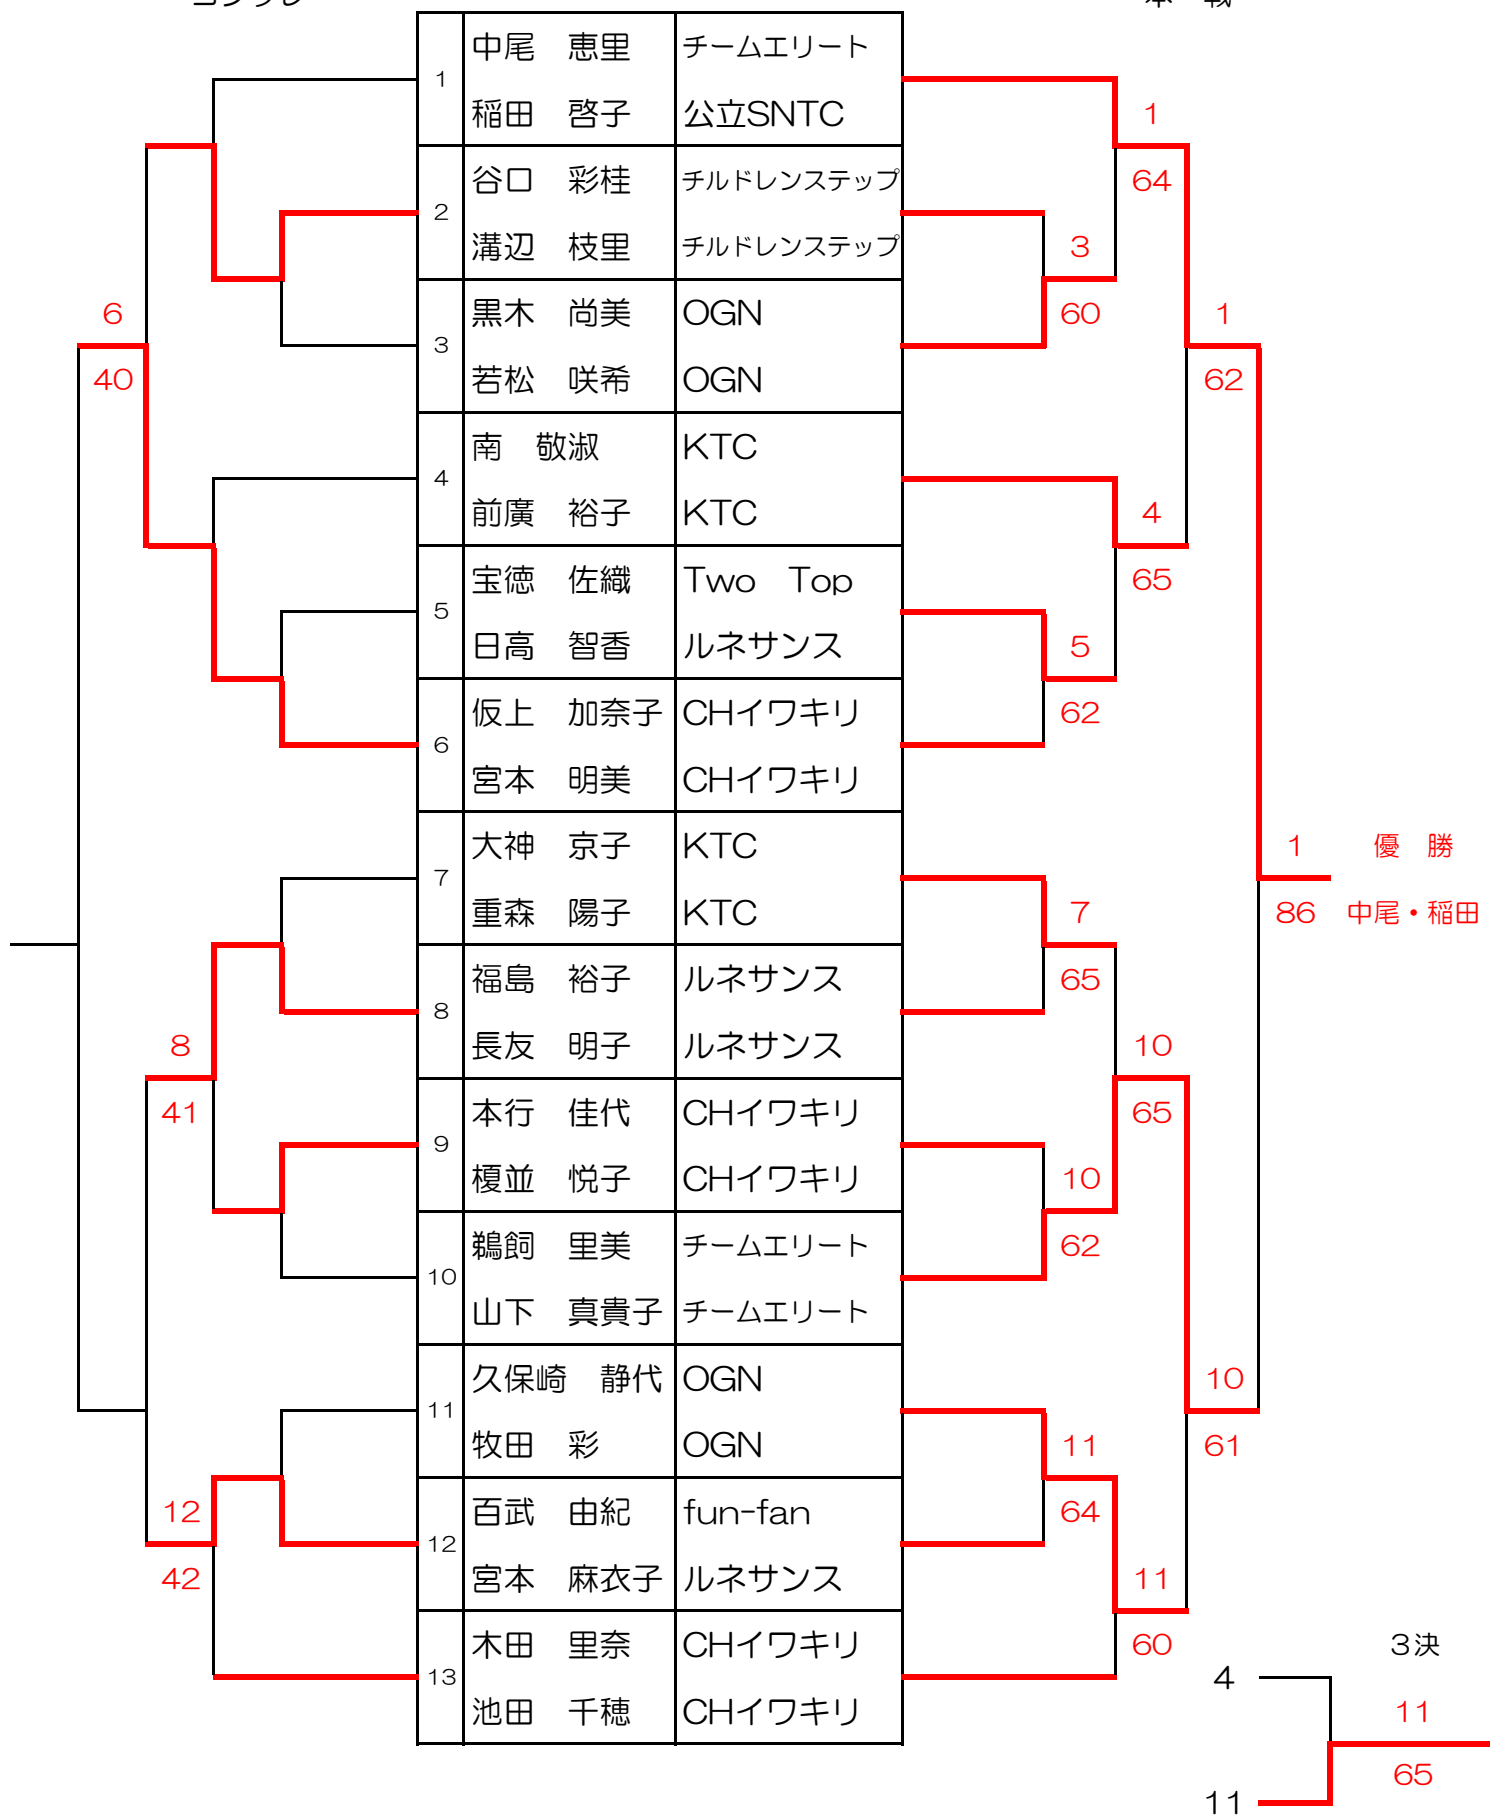 コンソレ
本 戦
1
中尾 恵里 チームエリート
稲田 啓子 公立SNTC
2
谷口 彩桂 チルドレンステップ
溝辺 枝里 チルドレンステップ
3
黒木 尚美 OGN
若松 咲希 OGN
4
南 敬淑 KTC
前廣 裕子 KTC
5
宝徳 佐織 Two Top
日高 智香 ルネサンス
6
仮上 加奈子 CHイワキリ
宮本 明美 CHイワキリ
7
大神 京子 KTC
重森 陽子 KTC
8
福島 裕子 ルネサンス
長友 明子 ルネサンス
9
本行 佳代 CHイワキリ
榎並 悦子 CHイワキリ
10
鵜飼 里美 チームエリート
山下 真貴子 チームエリート
11
久保崎 静代 OGN
牧田 彩 OGN
12
百武 由紀 fun-fan
宮本 麻衣子 ルネサンス
13
木田 里奈 CHイワキリ
池田 千穂 CHイワキリ
6
40
8
41
12
42
1
64
3
60
1
62
4
65
5
62
1 優 勝
86 中尾・稲田
7
65
10
65
10
62
10
61
11
64
11
60
3決
4
11
65
11